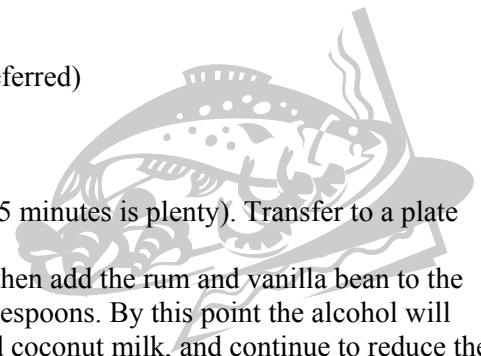 ferred)
5 minutes is plenty). Transfer to a plate
then add the rum and vanilla bean to the
espoons. By this point the alcohol will
coconut milk, and continue to reduce the